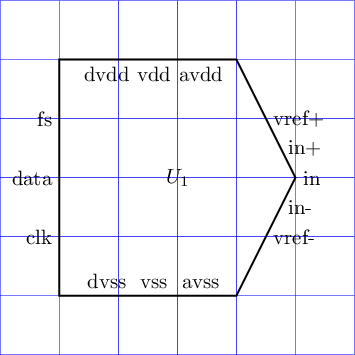 dvdd vdd avdd
fs
vref+
in+
data
U1
in
in-
clk
vref-
dvss vss avss